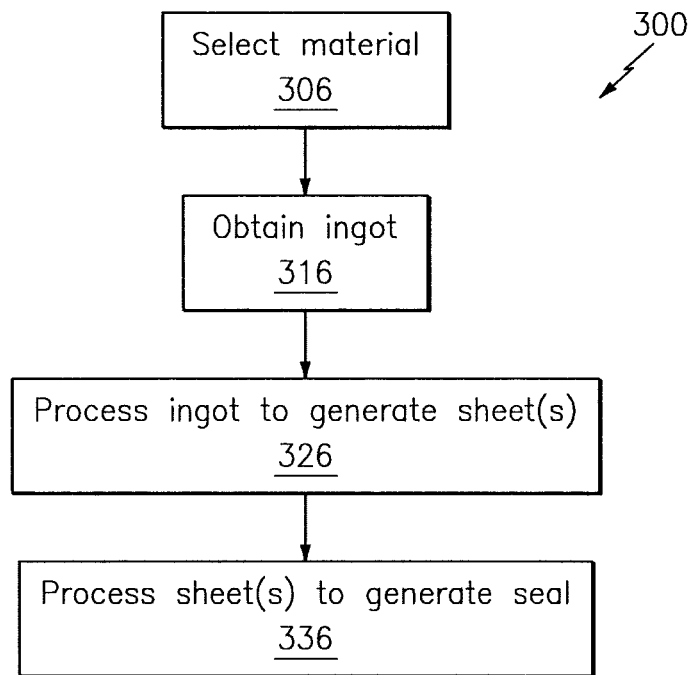 300
Select material
306
Obtain ingot
316
Process ingot to generate sheet(s)
326
Process sheet(s) to generate seal
336